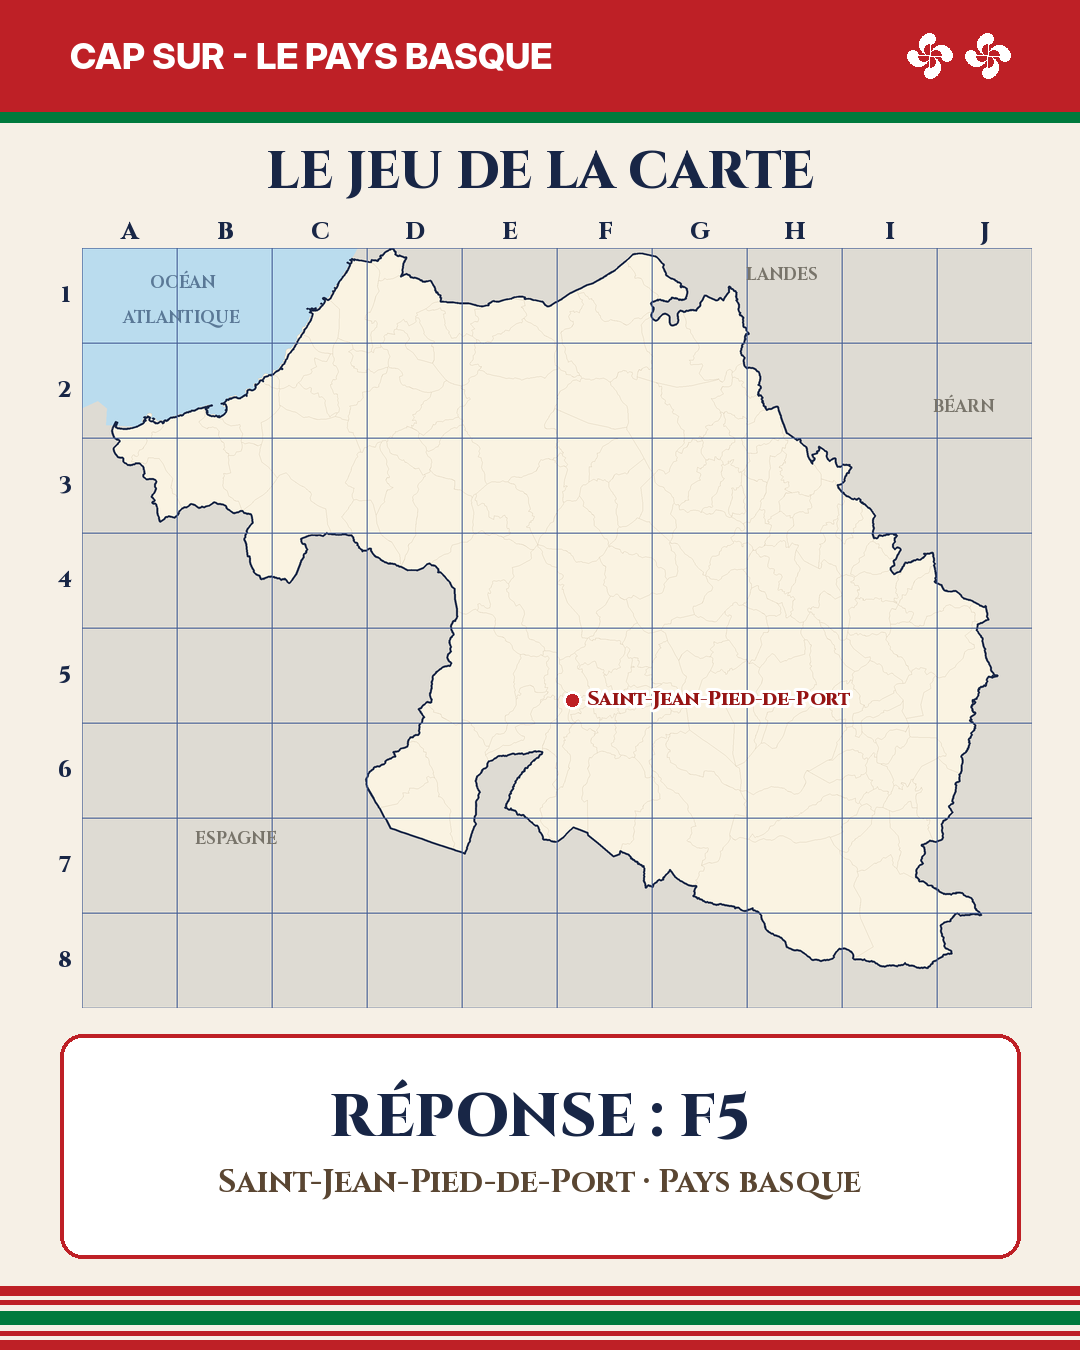 CAP SUR - LE PAYS BASQUE
LE JEU DE LA CARTE
A B C D E F G H I J
1
OCÉAN
ATLANTIQUE
LANDES
2
BÉARN
3
4
5
SAINT-JEAN-PIED-DE-PORT
6
ESPAGNE
7
8
RÉPONSE : F5
SAINT-JEAN-PIED-DE-PORT · PAYS BASQUE